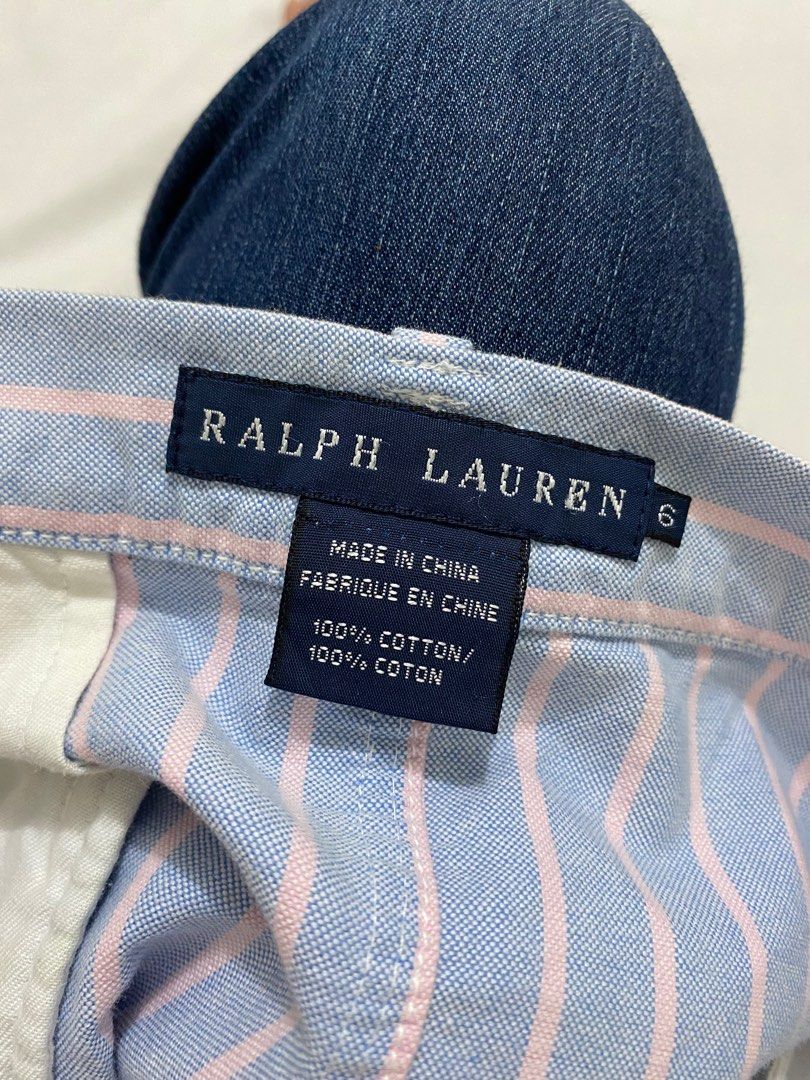 RALPH LAUREN
6
MADE IN CHINA
FABRIQUE EN CHINE
100% COTTON/
100% COTON